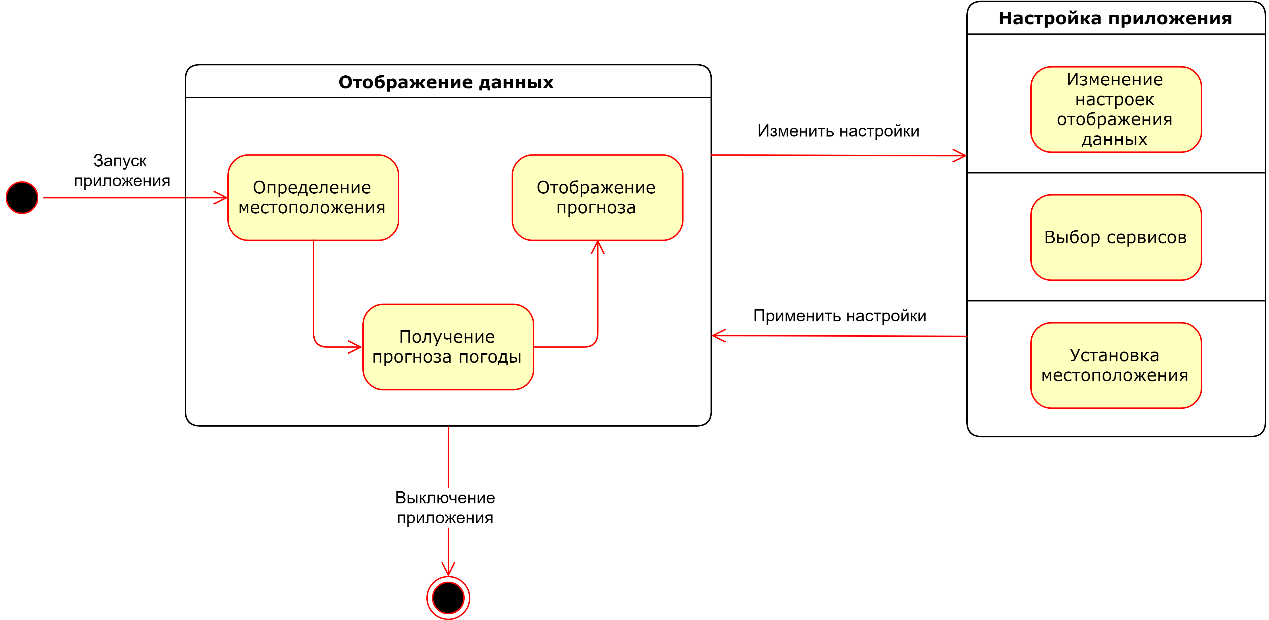 Настройка приложения
Изменение
настроек
отображения
данных
Отображение данных
Изменить настройки
Запуск
приложения
Определение
местоположения
Отображение
прогноза
Выбор сервисов
Применить настройки
Получение
прогноза погоды
Установка
местоположения
Выключение
приложения